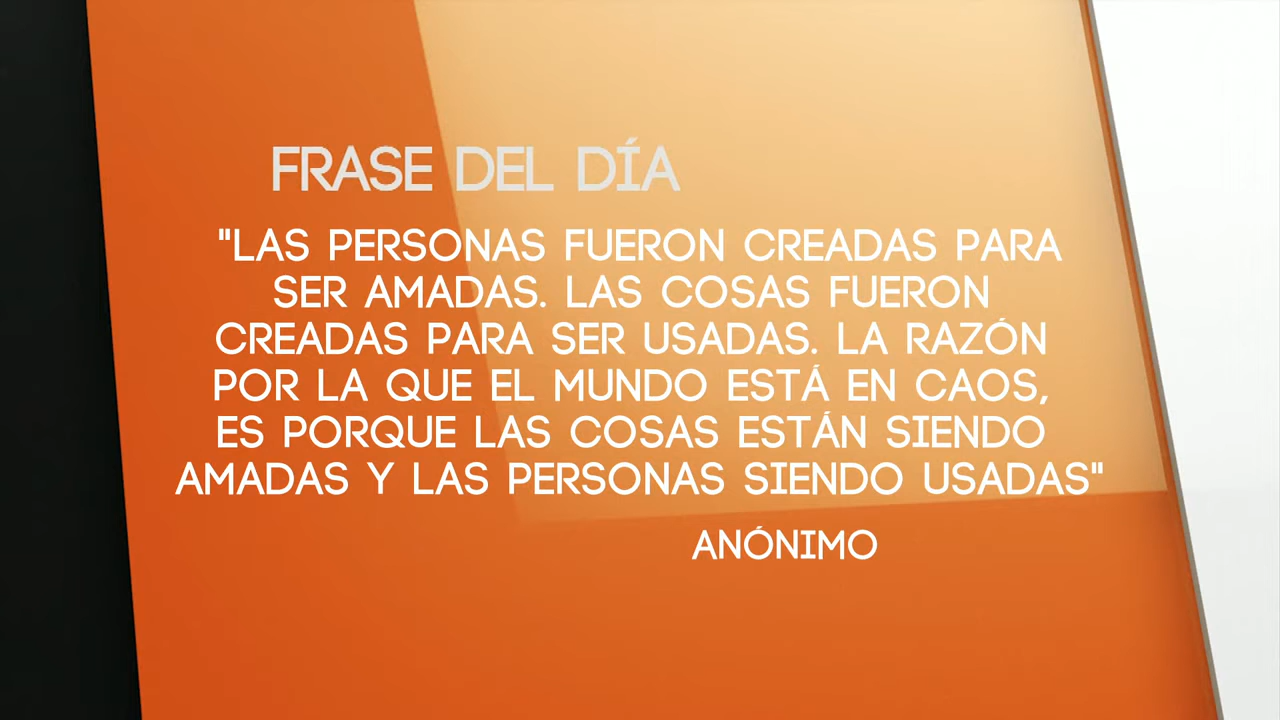 FRASE DEL DÍA
"LAS PERSONAS FUERON CREADAS PARA
SER AMADAS. LAS COSAS FUERON
CREADAS PARA SER USADAS. LA RAZÓN
POR LA QUE EL MUNDO ESTÁ EN CAOS,
ES PORQUE LAS COSAS ESTÁN SIENDO
AMADAS Y LAS PERSONAS SIENDO USADAS"
ANÓNIMO